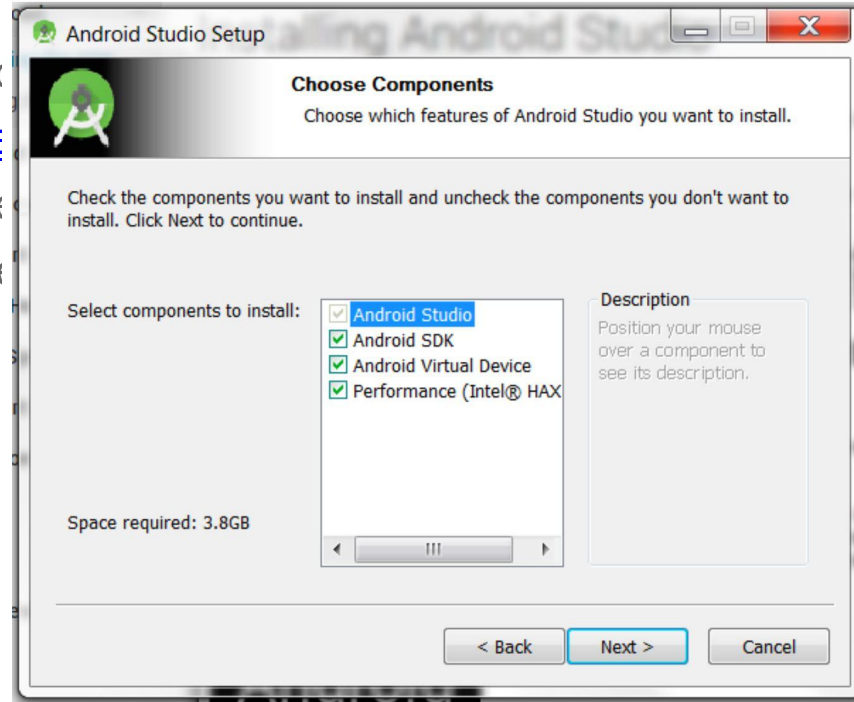 Installing Android Studio
Android Studio Setup
Choose Components
Choose which features of Android Studio you want to install.
Check the components you want to install and uncheck the components you don't want to
install. Click Next to continue.
Select components to install:
Android Studio
Android SDK
Android Virtual Device
Performance (Intel® HAX
Description
Position your mouse
over a component to
see its description.
Space required: 3.8GB
< Back
Next >
Cancel